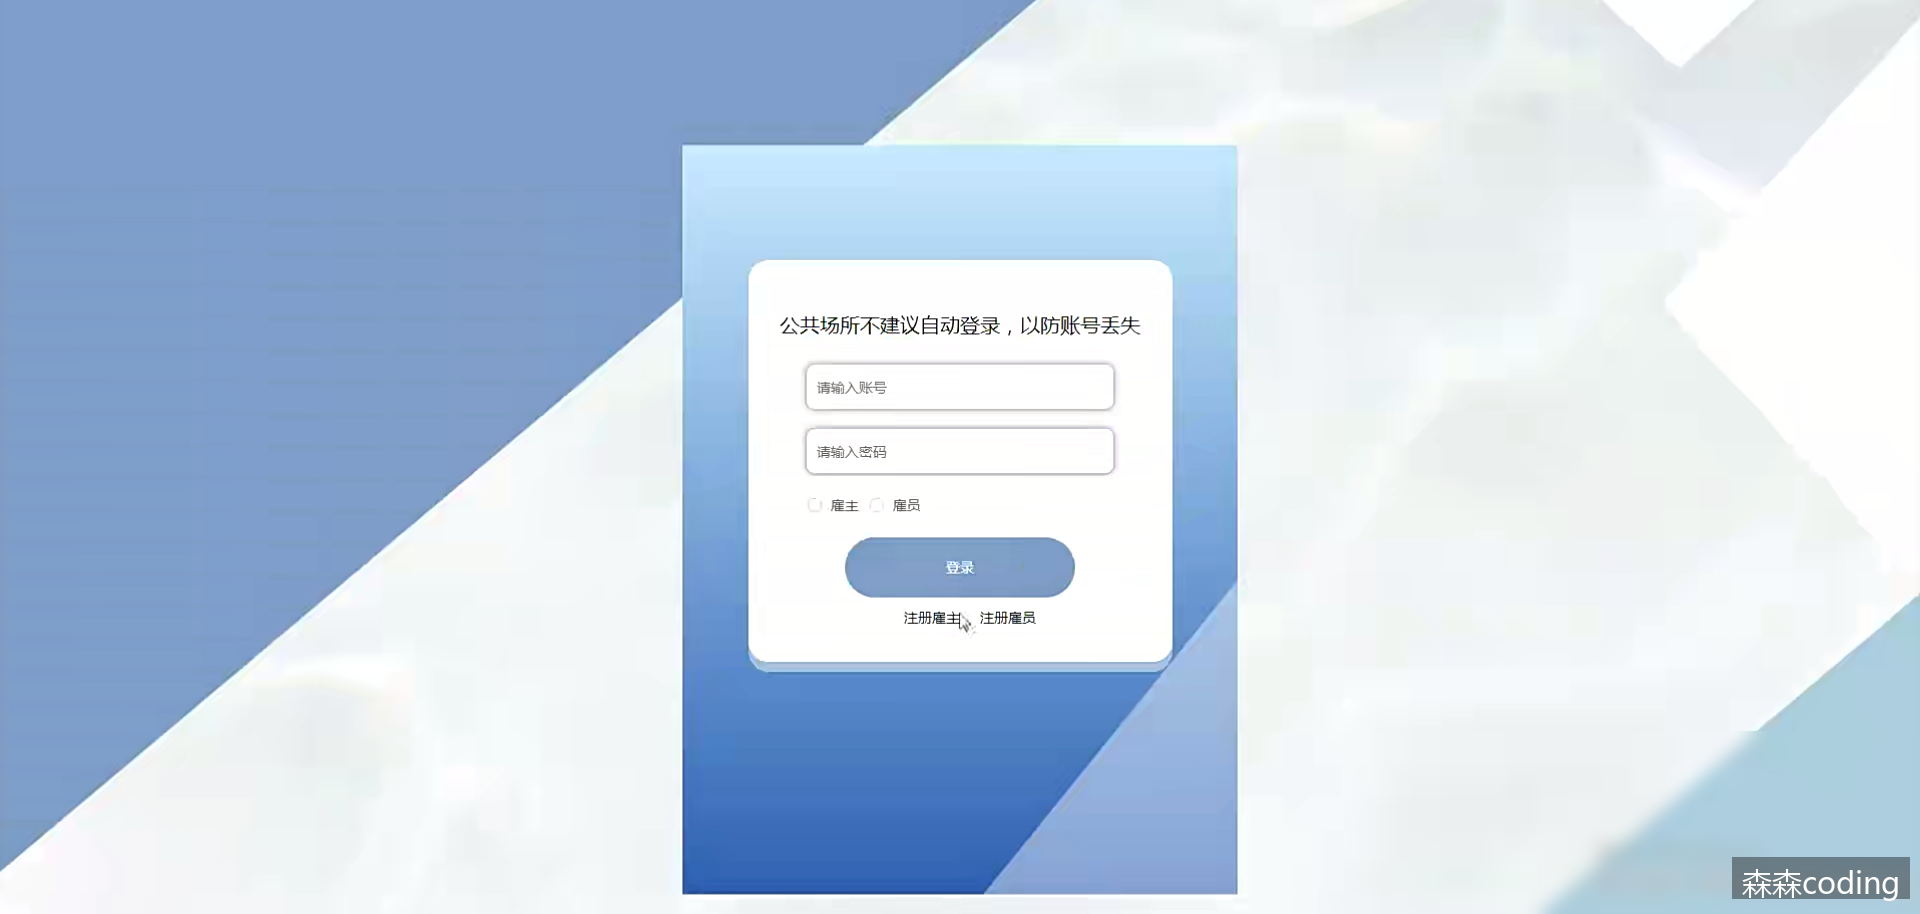 公共场所不建议自动登录，以防账号丢失
请输入账号
请输入密码
雇主 雇员
登录
注册雇主 注册雇员
森森coding